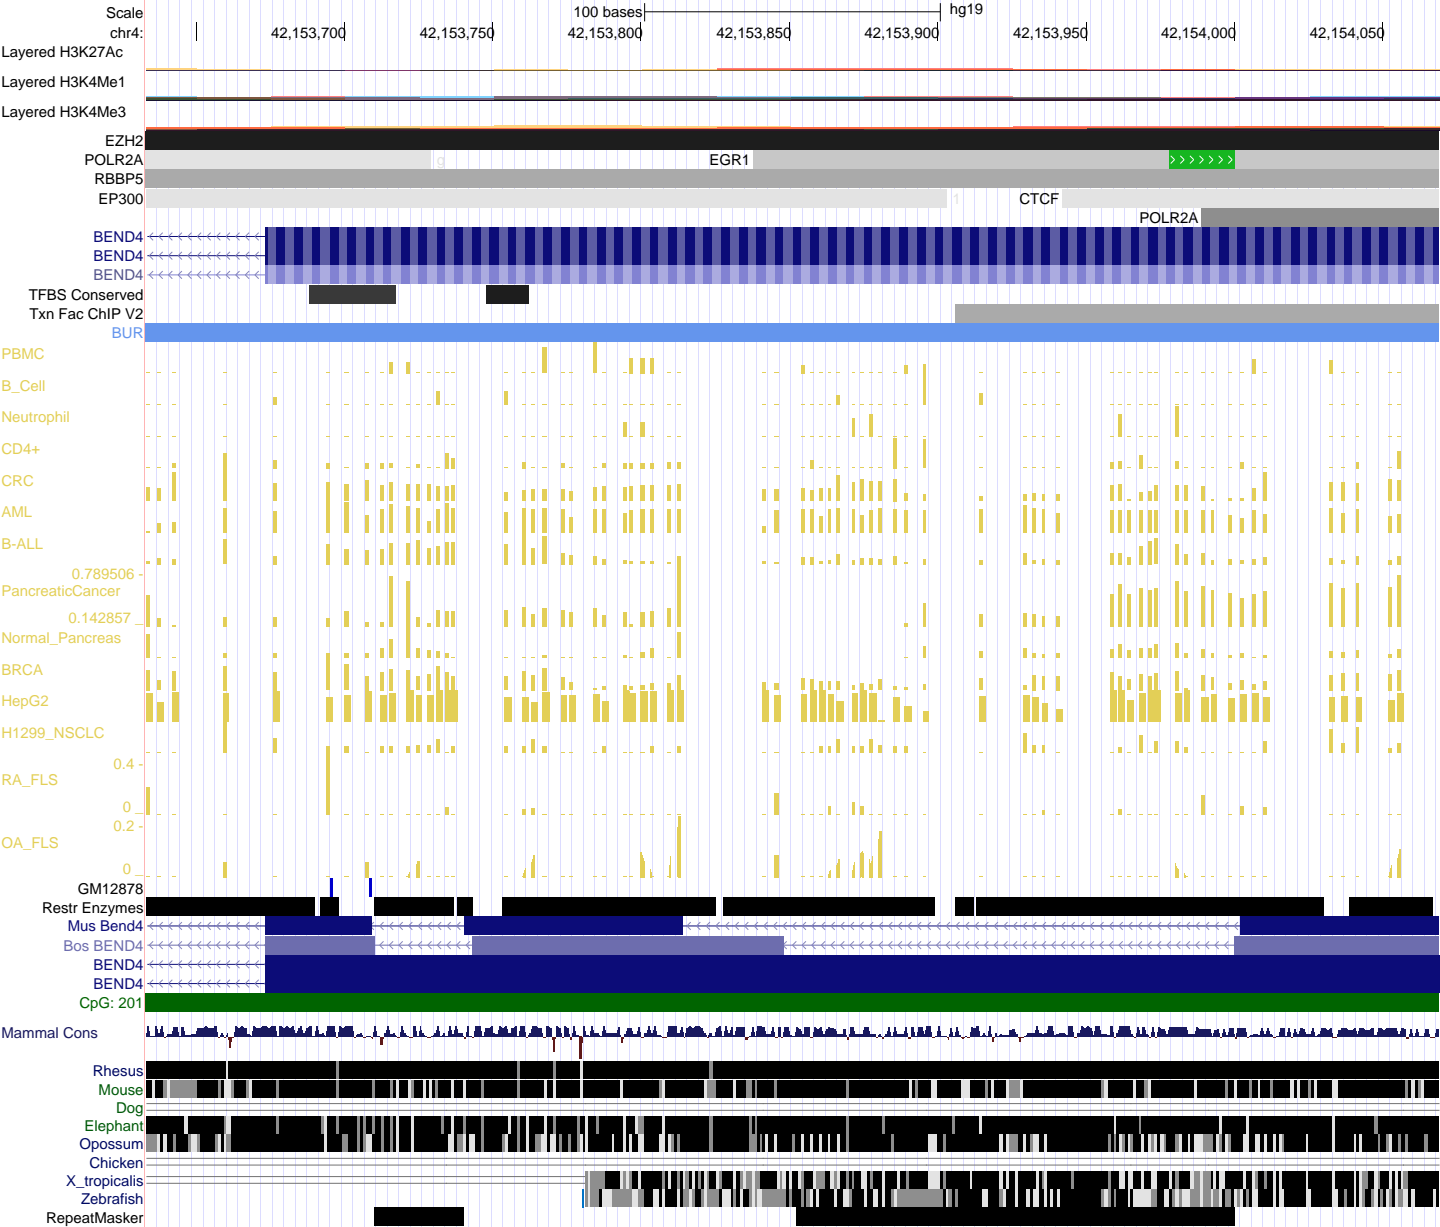 Scale 100 bases hg19
chr4: 42,153,700 42,153,750 42,153,800 42,153,850 42,153,900 42,153,950 42,154,000 42,154,050
Layered H3K27Ac
Layered H3K4Me1
Layered H3K4Me3
EZH2
POLR2A g EGR1
RBBP5
EP300 1 CTCF
POLR2A
BEND4
BEND4
BEND4
TFBS Conserved
Txn Fac ChIP V2
BUR
PBMC
B_Cell
Neutrophil
CD4+
CRC
AML
B-ALL
0.789506 -
PancreaticCancer
0.142857 _
Normal_Pancreas
BRCA
HepG2
H1299_NSCLC
0.4 -
RA_FLS
0 _
0.2 -
OA_FLS
0 _
GM12878
Restr Enzymes
Mus Bend4
Bos BEND4
BEND4
BEND4
CpG: 201
Mammal Cons
Rhesus
Mouse
Dog
Elephant
Opossum
Chicken
X_tropicalis
Zebrafish
RepeatMasker